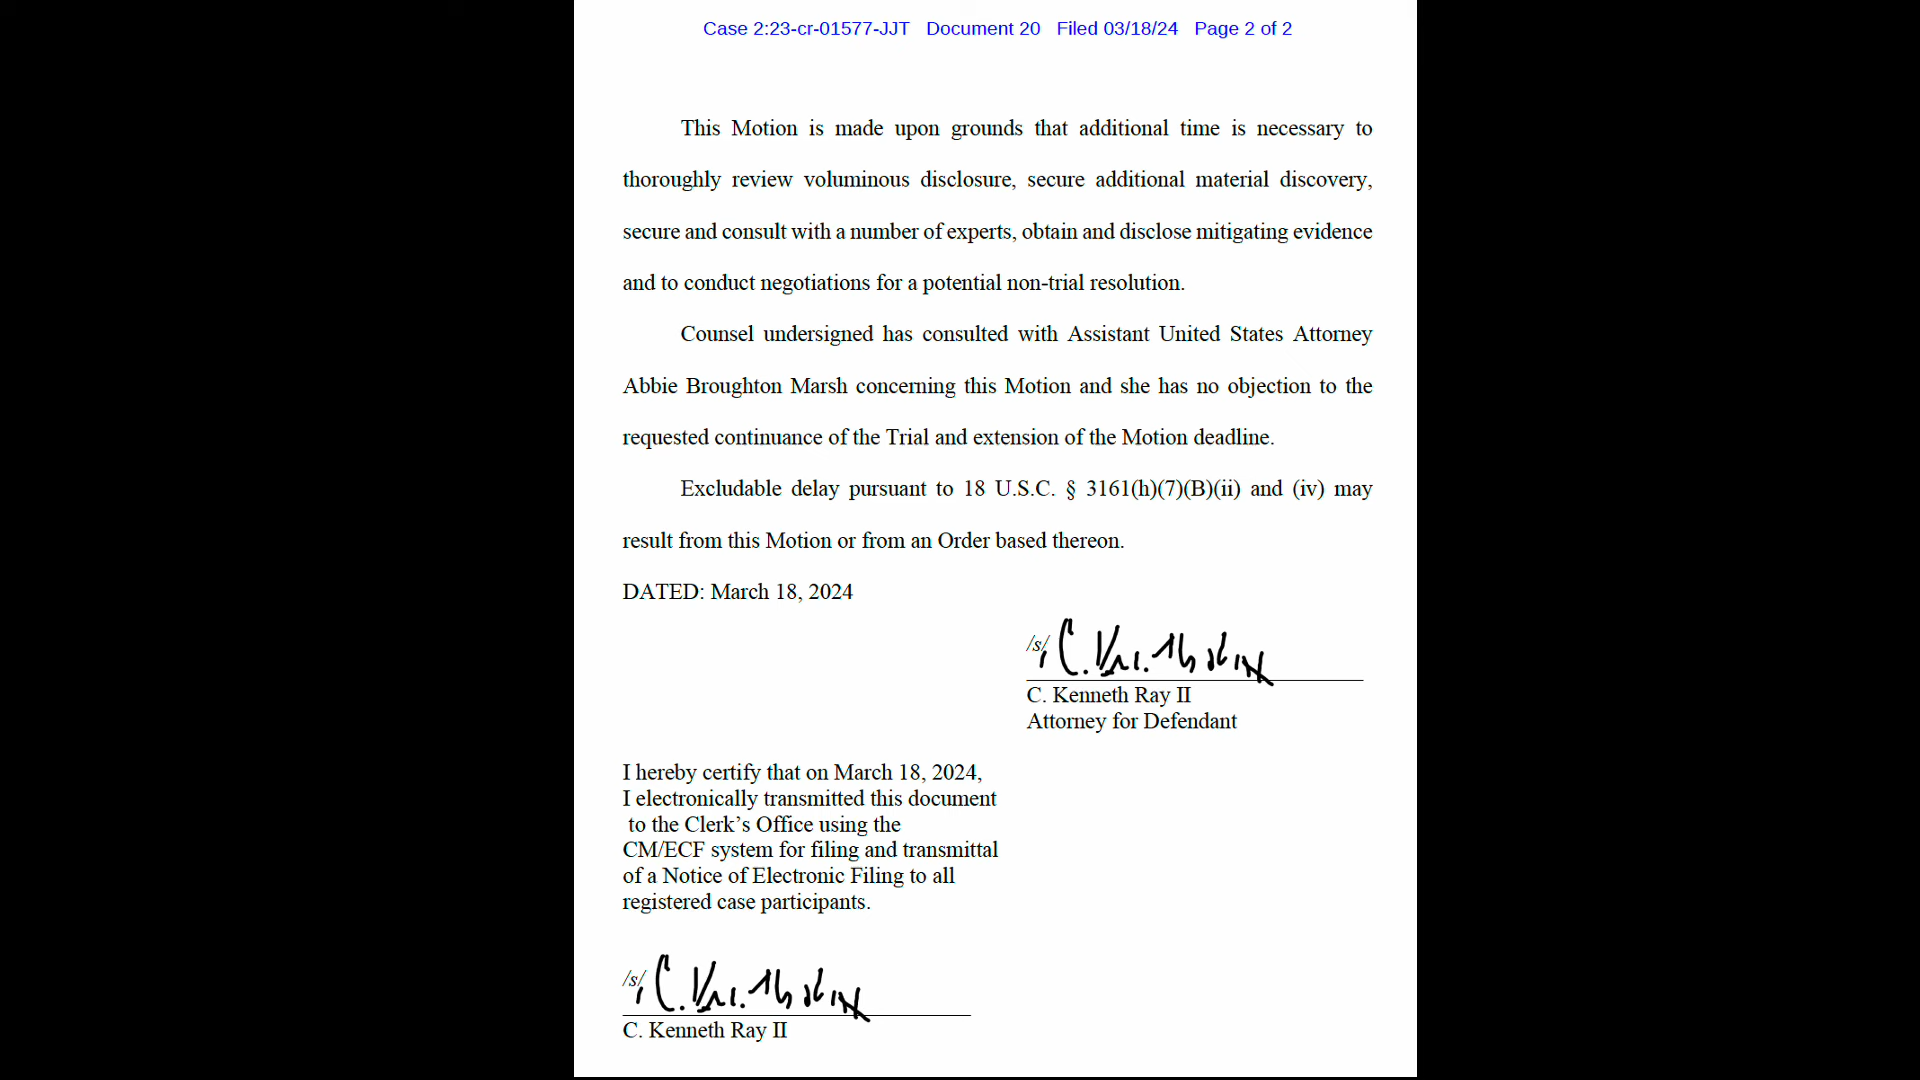 Case 2:23-cr-01577-JJT Document 20 Filed 03/18/24 Page 2 of 2
This Motion is made upon grounds that additional time is necessary to
thoroughly review voluminous disclosure, secure additional material discovery,
secure and consult with a number of experts, obtain and disclose mitigating evidence
and to conduct negotiations for a potential non-trial resolution.
Counsel undersigned has consulted with Assistant United States Attorney
Abbie Broughton Marsh concerning this Motion and she has no objection to the
requested continuance of the Trial and extension of the Motion deadline.
Excludable delay pursuant to 18 U.S.C. § 3161(h)(7)(B)(ii) and (iv) may
result from this Motion or from an Order based thereon.
DATED: March 18, 2024
/s/
C. Kenneth Ray II
Attorney for Defendant
I hereby certify that on March 18, 2024,
I electronically transmitted this document
to the Clerk’s Office using the
CM/ECF system for filing and transmittal
of a Notice of Electronic Filing to all
registered case participants.
/s/
C. Kenneth Ray II